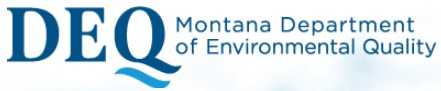 DEQ Montana Department
of Environmental Quality